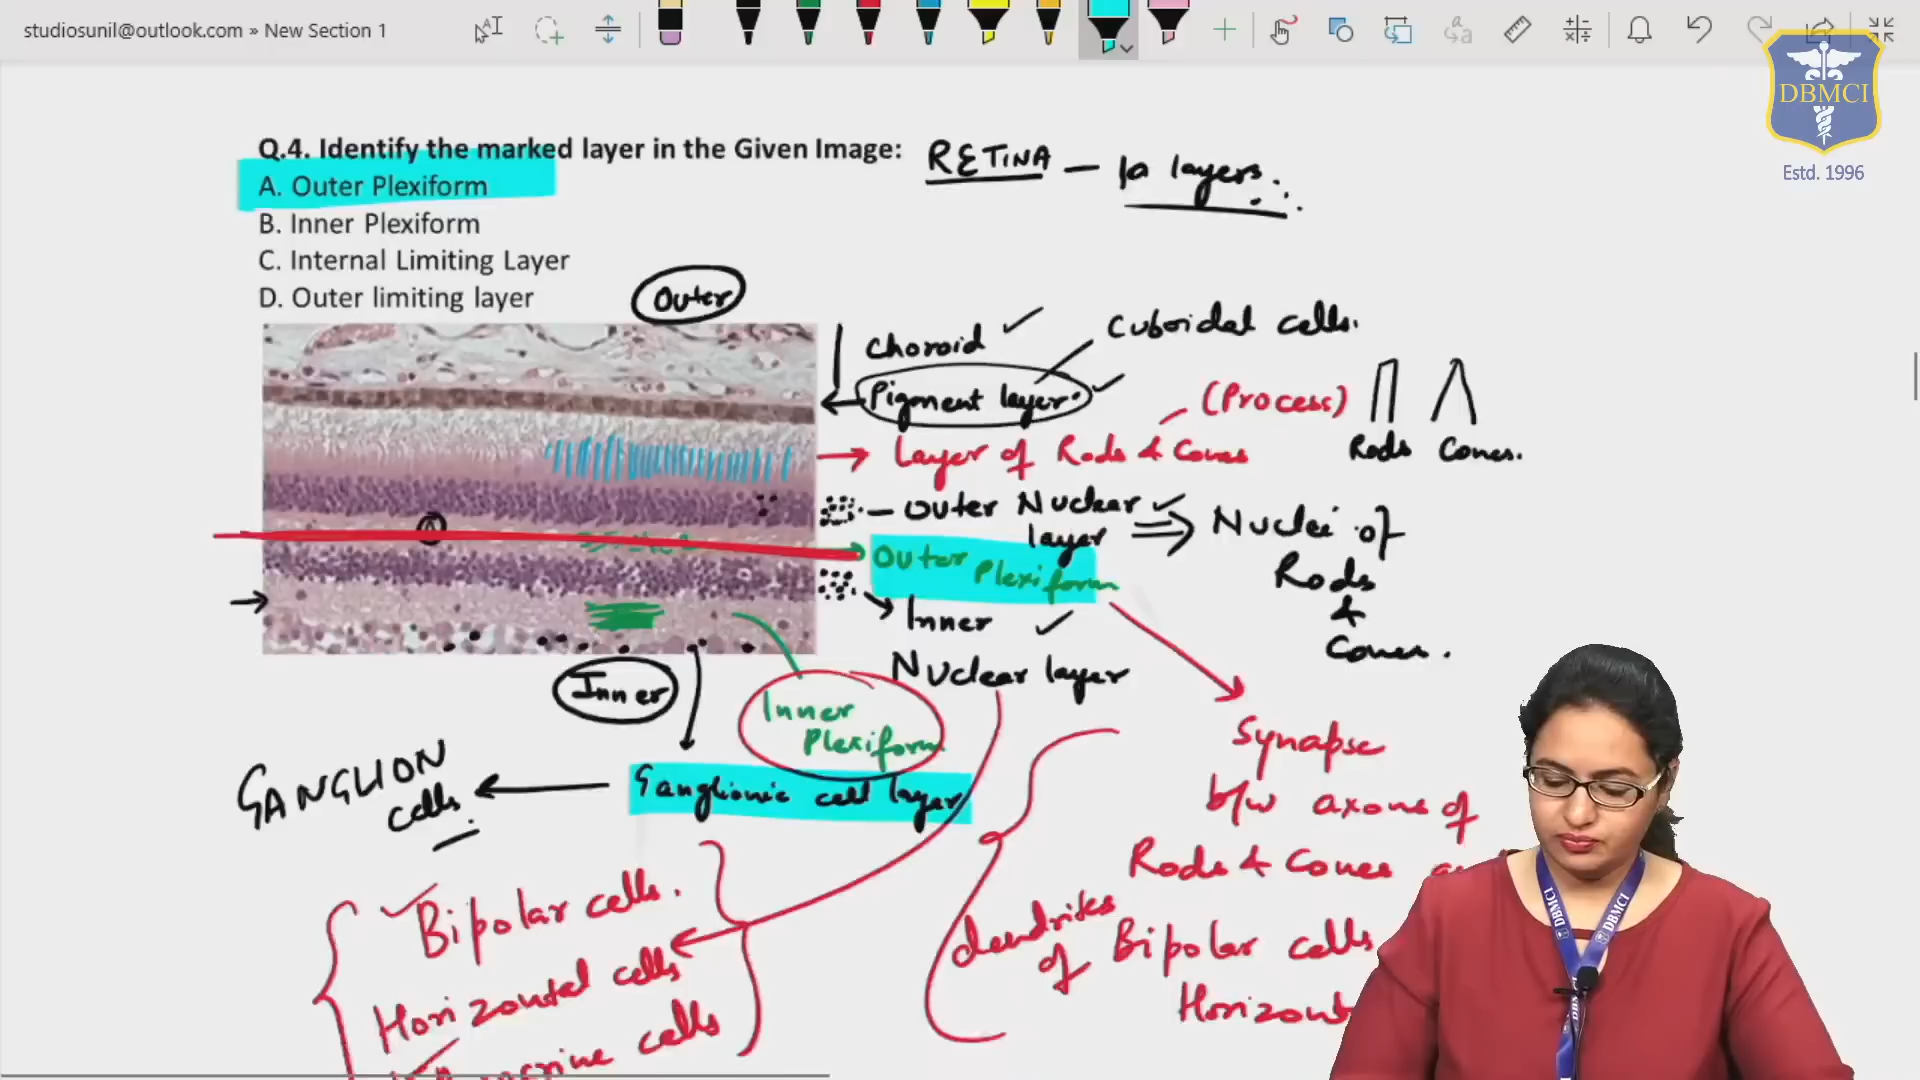 studiosunil@outlook.com » New Section 1
DBMCI
Estd. 1996
Q.4. Identify the marked layer in the Given Image:
RETINA – 10 layers.
A. Outer Plexiform
B. Inner Plexiform
C. Internal Limiting Layer
D. Outer limiting layer
Outer
Choroid
Cuboidal cells.
Pigment layer
(Process)
Layer of Rods & Cones
Rods Cones.
A
– Outer Nuclear layer
⇒ Nuclei of Rods & Cones.
Outer Plexiform
Inner Nuclear layer
Inner
Inner Plexiform
Synapse
b/w axons of
Rods & Cones
dendrites of Bipolar cells
GANGLION cells
Ganglionic cell layer
Bipolar cells.
Horizontal cells
cells
DBMCI
DBMCI